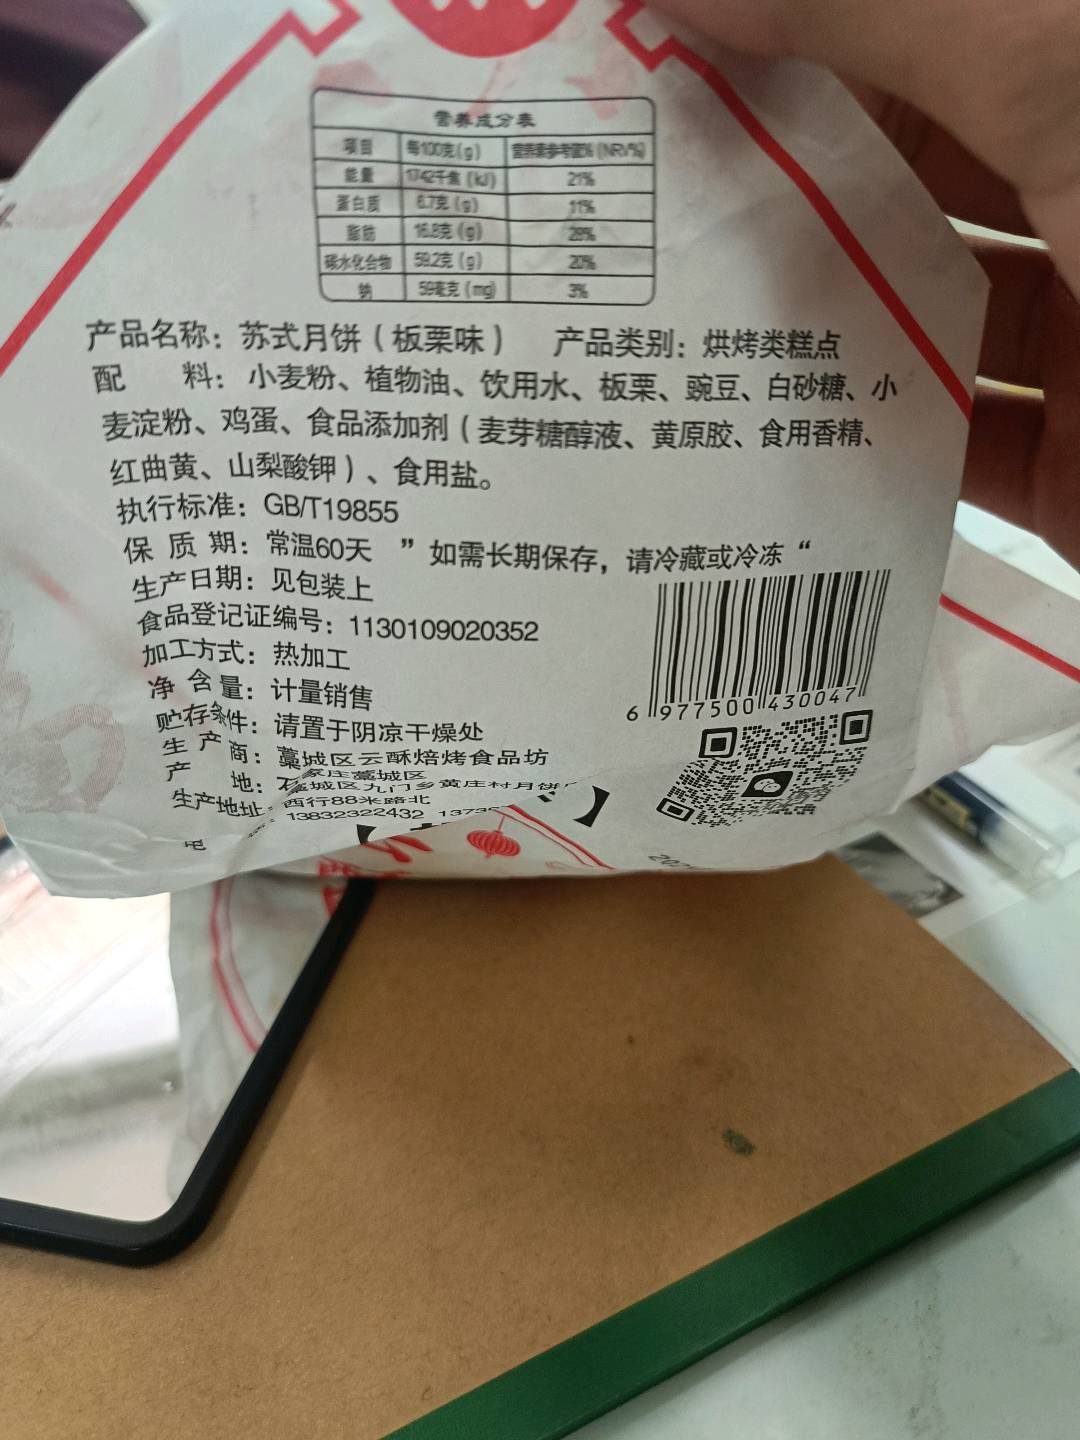 营养成分表
项目 每100克(g) 营养素参考值%(NRV%)
能量 1742千焦(kJ) 21%
蛋白质 6.7克(g) 11%
脂肪 16.8克(g) 28%
碳水化合物 59.2克(g) 20%
钠 59毫克(mg) 3%
产品名称：苏式月饼（板栗味） 产品类别：烘烤类糕点
配 料：小麦粉、植物油、饮用水、板栗、豌豆、白砂糖、小
麦淀粉、鸡蛋、食品添加剂（麦芽糖醇液、黄原胶、食用香精、
红曲黄、山梨酸钾）、食用盐。
执行标准：GB/T19855
保 质 期：常温60天 ”如需长期保存，请冷藏或冷冻“
生产日期：见包装上
食品登记证编号：1130109020352
加工方式：热加工
净 含 量：计量销售
贮存条件：请置于阴凉干燥处
生 产 商：藁城区云酥焙烤食品坊
产 地：石家庄藁城区
生产地址：藁城区九门乡黄庄村月饼
西行88米路北
电 13832322432 13739
6 977500 430047